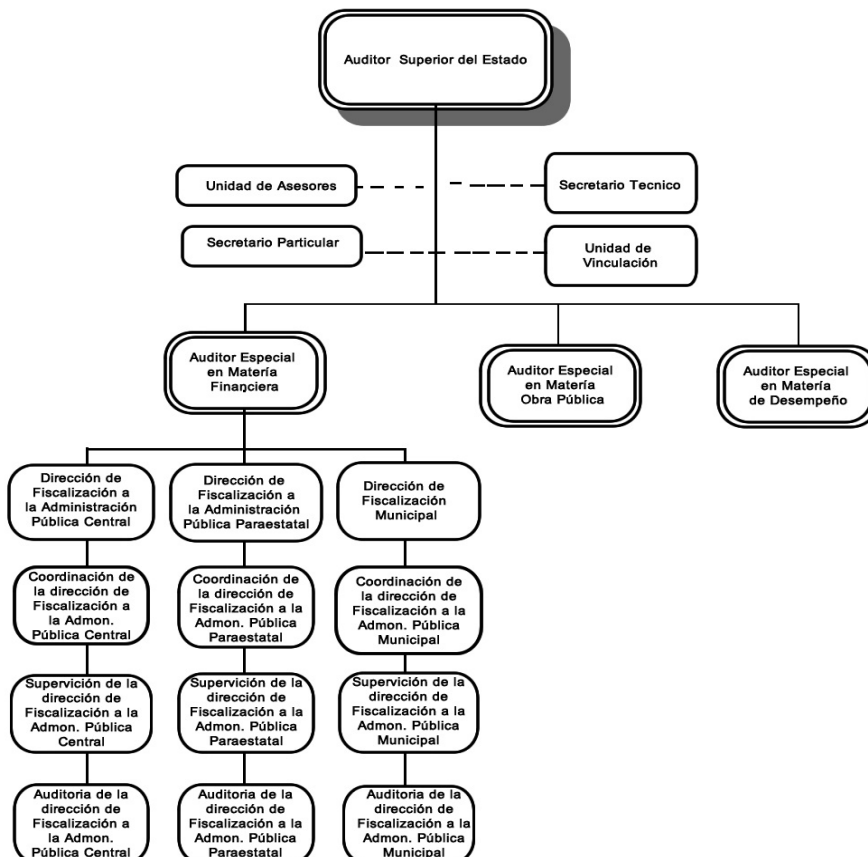 Auditor Superior del Estado
Unidad de Asesores
Secretario Tecnico
Secretario Particular
Unidad de
Vinculación
Auditor Especial
en Matería
Financiera
Auditor Especial
en Matería
Obra Pública
Auditor Especial
en Matería
de Desempeño
Dirección de
Fiscalización a
la Administración
Pública Central
Dirección de
Fiscalización a
la Administración
Pública Paraestatal
Dirección de
Fiscalización
Municipal
Coordinación de
la dirección de
Fiscalización a
la Admon.
Pública Central
Coordinación de
la dirección de
Fiscalización a la
Admon. Pública
Paraestatal
Coordinación de
la dirección de
Fiscalización a la
Admon. Pública
Municipal
Supervición de la
dirección de
Fiscalización a la
Admon. Pública
Central
Supervición de la
dirección de
Fiscalización a la
Admon. Pública
Paraestatal
Supervición de la
dirección de
Fiscalización a la
Admon. Pública
Municipal
Auditoria de la
dirección de
Fiscalización a
la Admon.
Pública Central
Auditoria de la
dirección de
Fiscalización a la
Admon. Pública
Paraestatal
Auditoria de la
dirección de
Fiscalización a la
Admon. Pública
Municipal